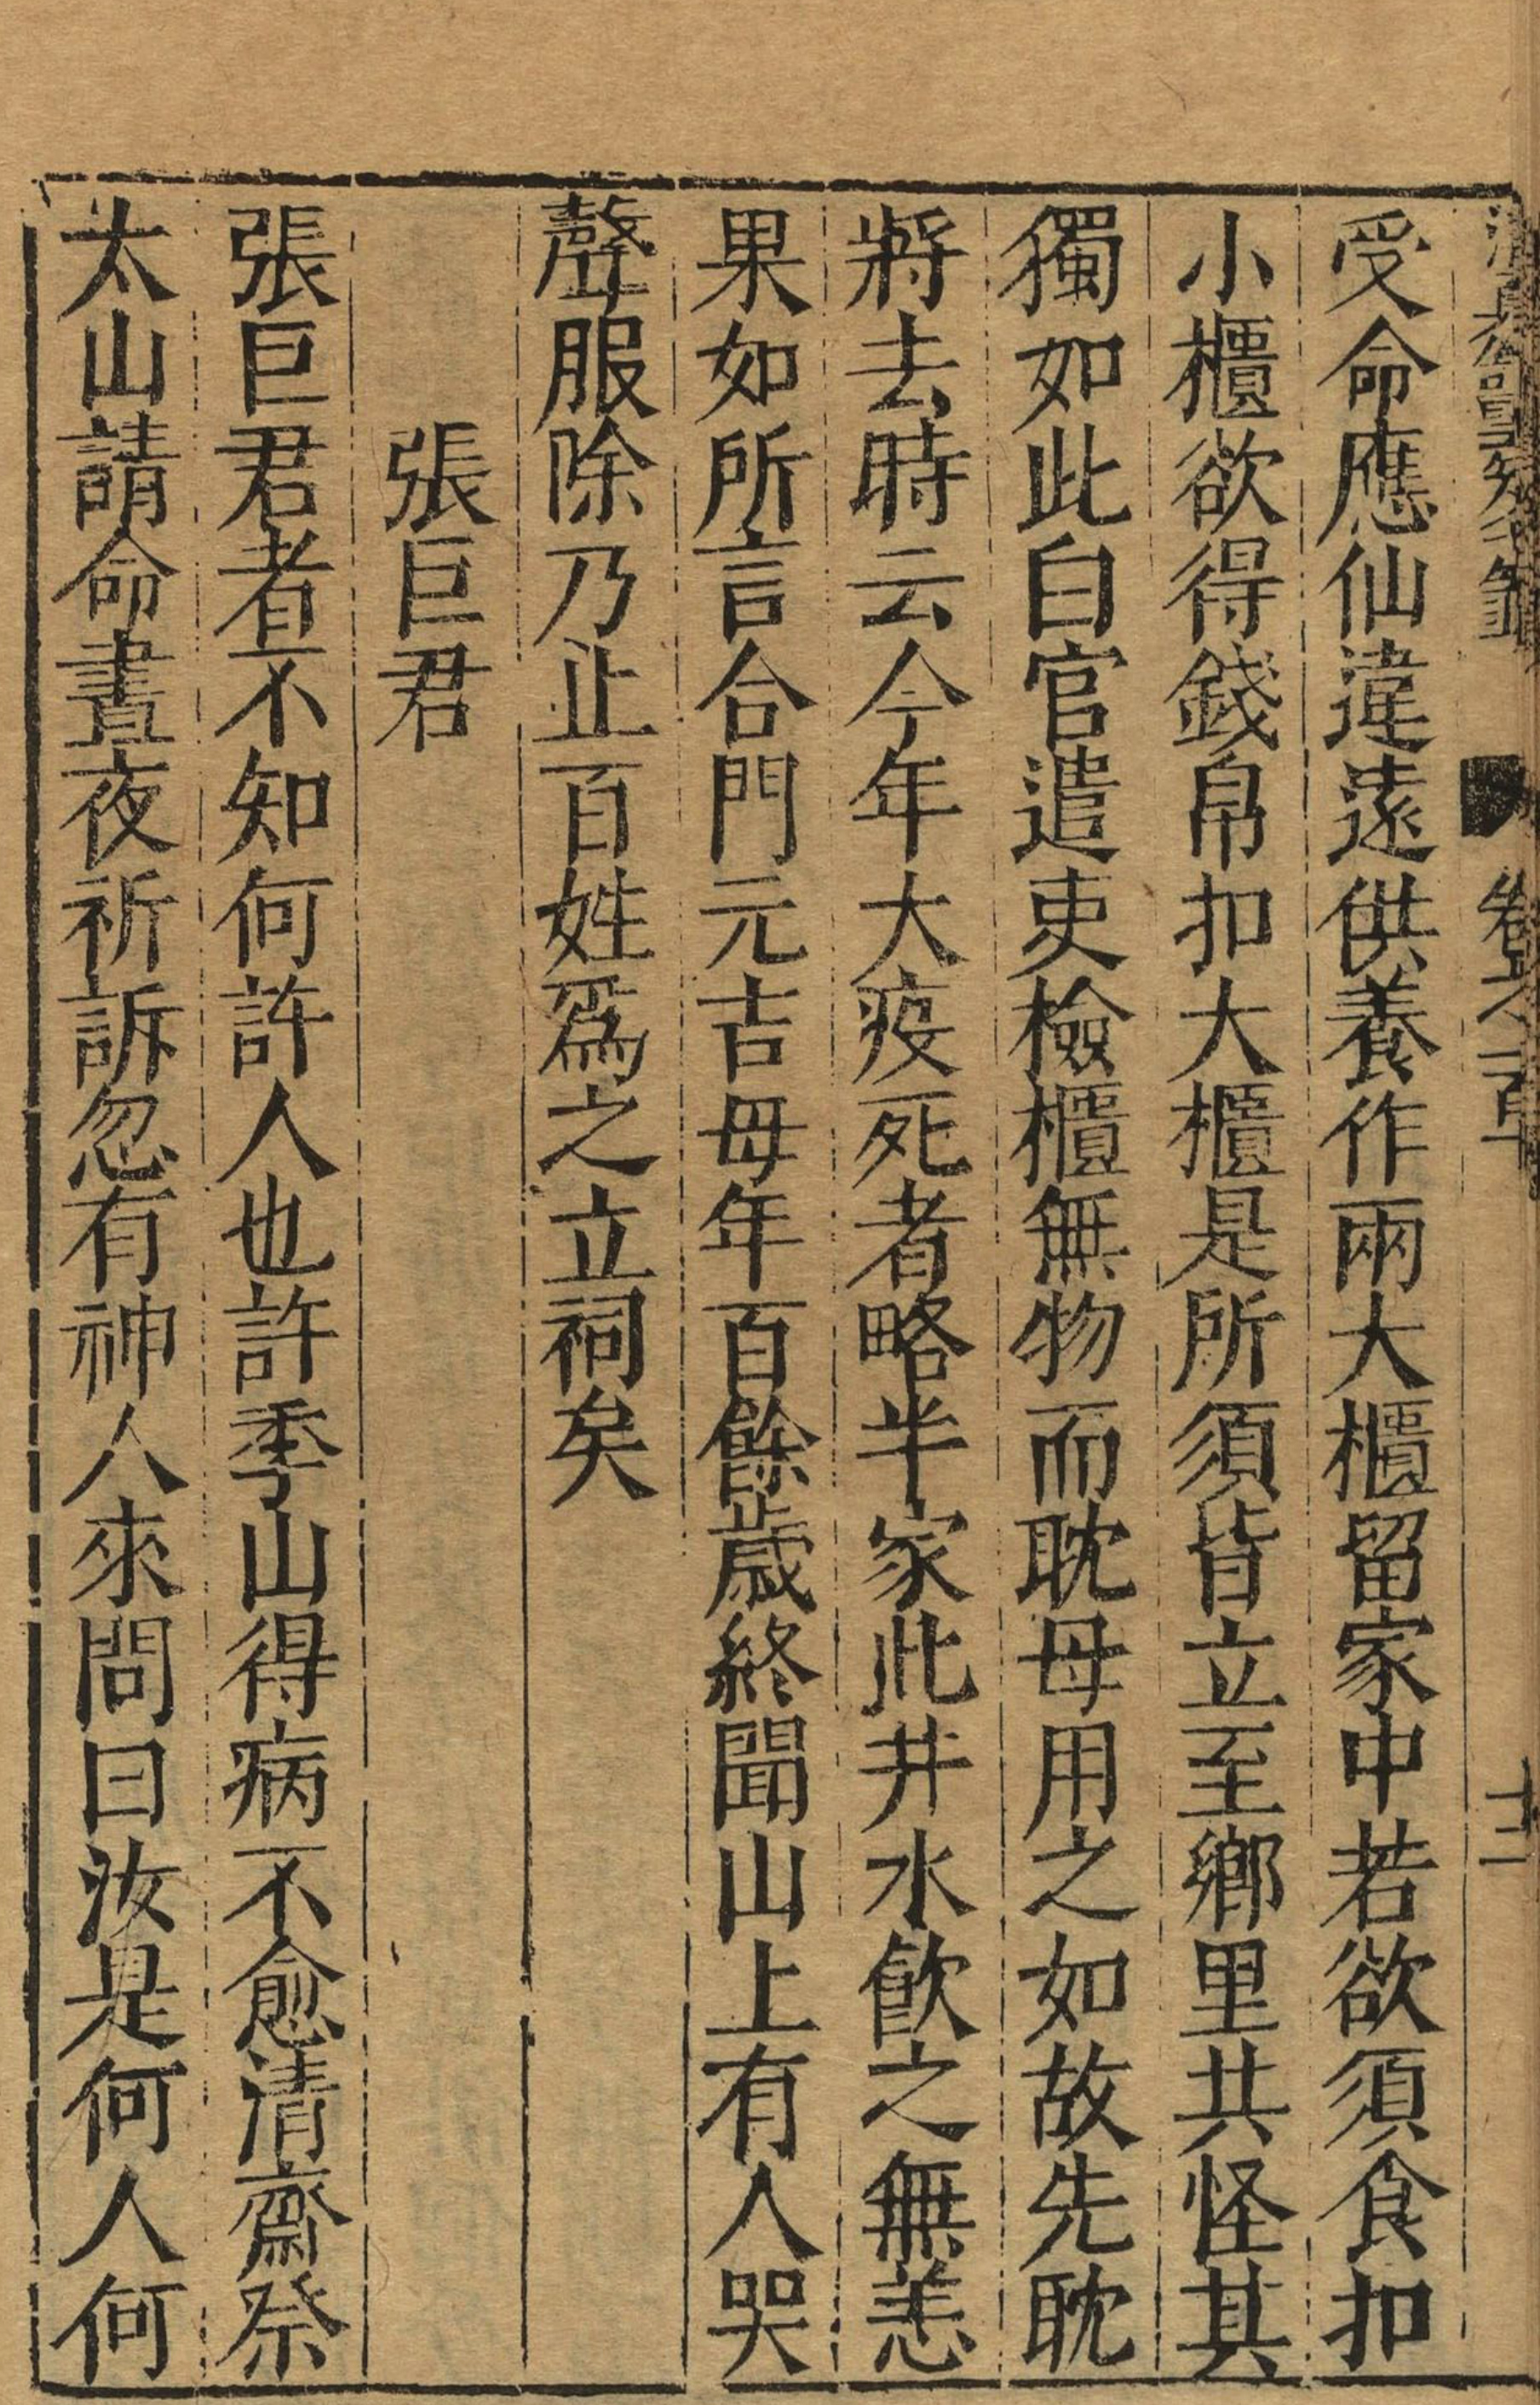 受命應仙違遠供養作兩大櫃留家中若欲須食扣
小櫃欲得錢帛扣大櫃是所須皆立至鄉里共怪其
獨如此白官遣吏檢櫃無物而耽母用之如故先耽
將去時云今年大疫死者略半家此井水飲之無恙
果如所言合門元吉母年百餘歲終聞山上有人哭
聲服除乃止百姓爲之立祠矣
張巨君
張巨君者不知何許人也許季山得病不愈清齋祭
太山請命晝夜祈訴忽有神人來問曰汝是何人何
十二